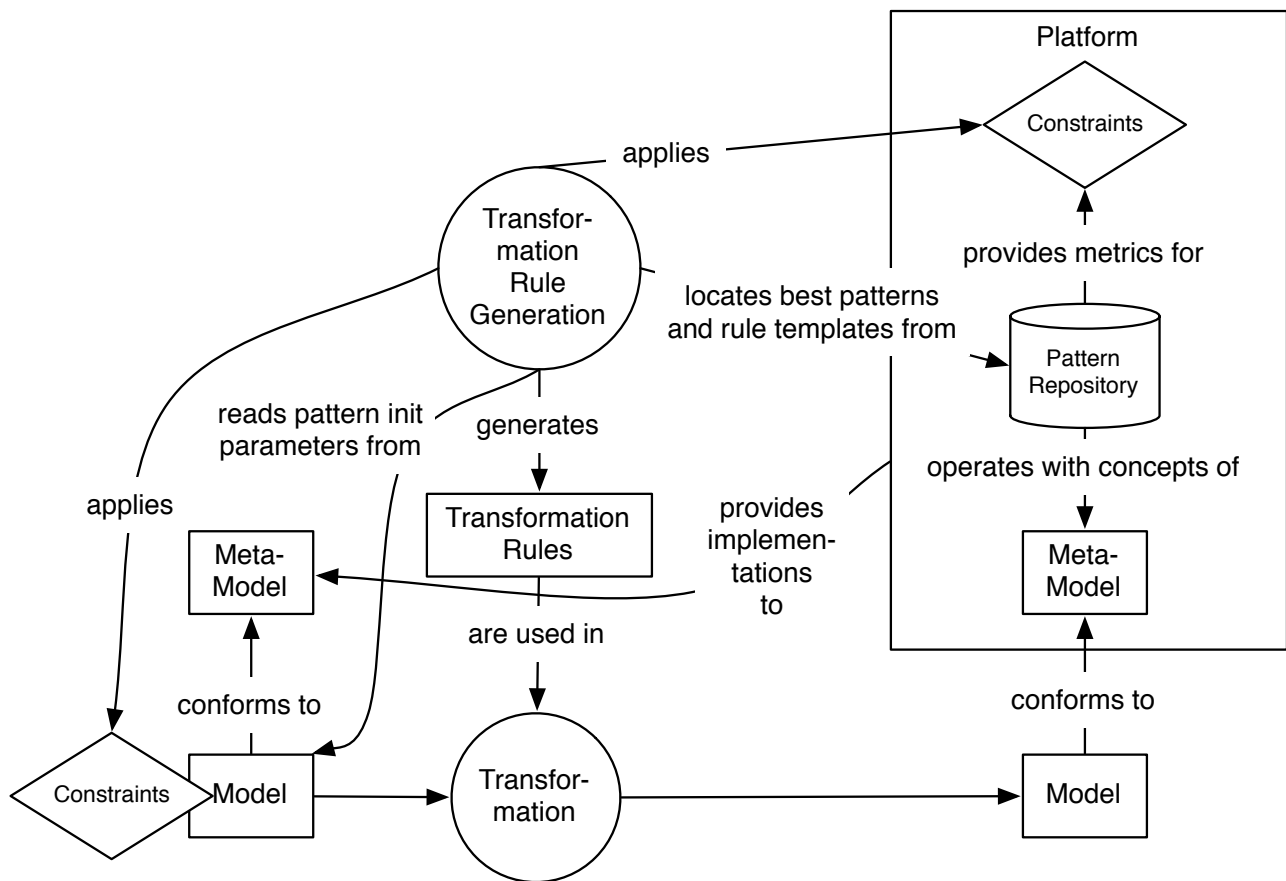 Platform
Constraints
applies
Transfor-
mation
Rule
Generation
provides metrics for
locates best patterns
and rule templates from
Pattern
Repository
reads pattern init
parameters from
generates
operates with concepts of
applies
Transformation
Rules
provides
implemen-
tations
to
Meta-
Model
Meta-
Model
are used in
conforms to
conforms to
Constraints
Model
Transfor-
mation
Model